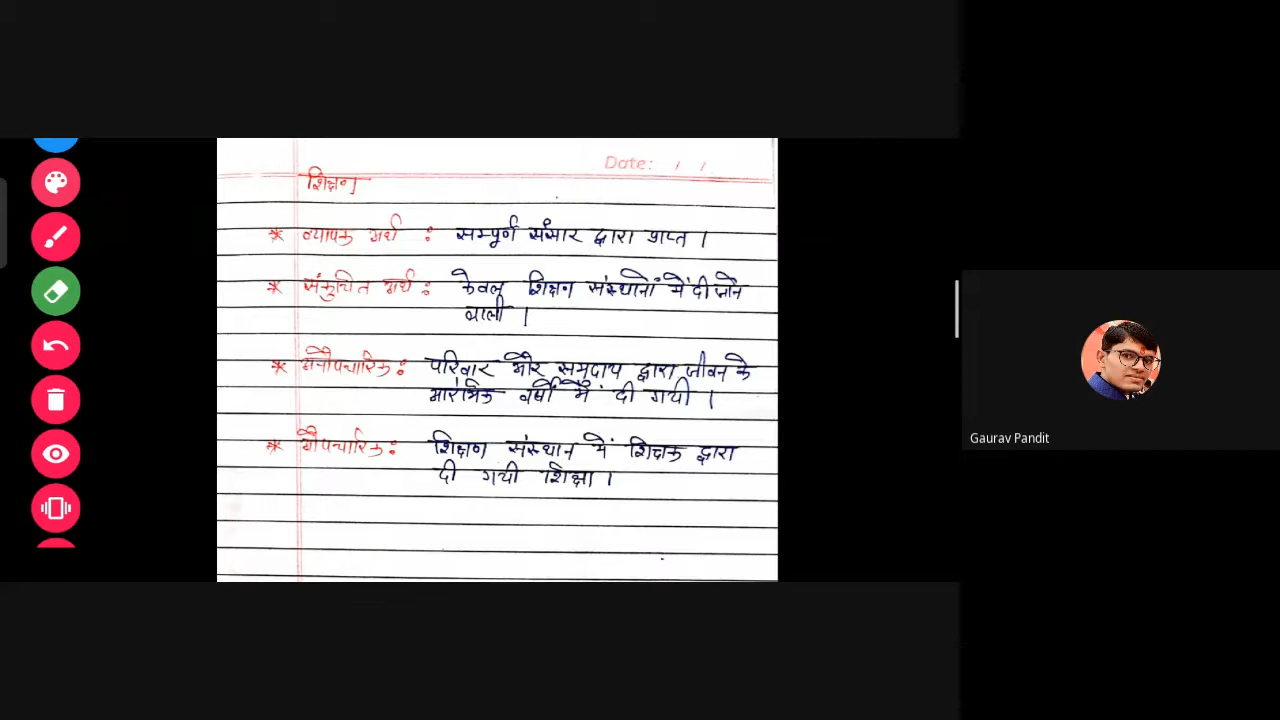 Date: / /
शिक्षण
* व्यापक अर्थ : सम्पूर्ण संसार द्वारा प्राप्त ।
* संकुचित अर्थ : केवल शिक्षण संस्थानों में दी जाने
वाली ।
* अनौपचारिक : परिवार और समुदाय द्वारा जीवन के
प्रारंभिक वर्षों में दी गयी ।
* औपचारिक : शिक्षण संस्थान में शिक्षक द्वारा
दी गयी शिक्षा ।
Gaurav Pandit